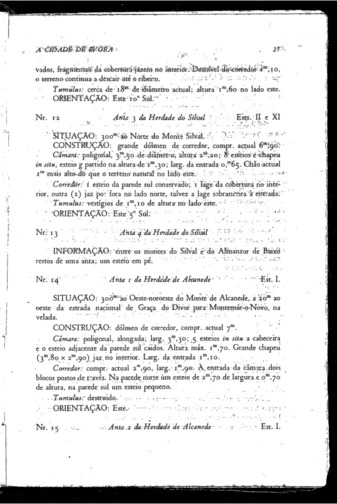 A CIDADE DE EVORA
vados, fragmentos da cobertura jazem no interior. Desnível do corredor 4ᵐ,10,
o terreno continua a descair até o ribeiro.
Tumulus: cerca de 18ᵐ de diâmetro actual; altura 1ᵐ,60 no lado este.
ORIENTAÇÃO: Este 10° Sul.
Nr. 12 Anta 3 da Herdade do Silval Ests. II e XI
SITUAÇÃO: 300ᵐ ao Norte do Monte Silval.
CONSTRUÇÃO: grande dólmen de corredor, compr. actual 6ᵐ,90.
Câmara: poligonal, 3ᵐ,50 de diâmetro, altura 2ᵐ,20; 8 esteios e chapeu
in situ, esteio g partido na altura de 1ᵐ,30; larg. da entrada 0,ᵐ65. Chão actual
1ᵐ mais alto do que o terreno natural no lado este.
Corredor: 1 esteio da parede sul conservado; 1 lage da cobertura no inte-
rior, outra (2) jaz por fora no lado norte, talvez a lage sobranceira à entrada.
Tumulus: vestígios de 1ᵐ,10 de altura no lado este.
ORIENTAÇÃO: Este 5° Sul.
Nr. 13 Anta 4 da Herdade do Silval
INFORMAÇÃO: entre os montes do Silval e do Almanzor de Baixo
restos de uma anta; um esteio em pé.
Nr. 14 Anta 1 da Herdade de Alcanede Est. I.
SITUAÇÃO: 300ᵐ ao Oeste-noroeste do Monte de Alcanede, a 20ᵐ ao
oeste da estrada nacional de Graça do Divor para Montemór-o-Novo, na
velada.
CONSTRUÇÃO: dólmen de corredor, compr. actual 7ᵐ.
Câmara: poligonal, alongada; larg. 3ᵐ,30; 5 esteios in situ a cabeceira
e o esteio adjacente da parede sul caídos. Altura máx. 1ᵐ,70. Grande chapeu
(3ᵐ,80 × 2ᵐ,90) jaz no interior. Larg. da entrada 1ᵐ,10.
Corredor: compr. actual 2ᵐ,90, larg. 1ᵐ,90. À entrada da câmara dois
blocos postos de través. Na parede norte um esteio de 2ᵐ,70 de largura e 0ᵐ,70
de altura, na parede sul um esteio pequeno.
Tumulus: destruído.
ORIENTAÇÃO: Este.
Nr. 15 Anta 2 da Herdade de Alcanede Est. I.